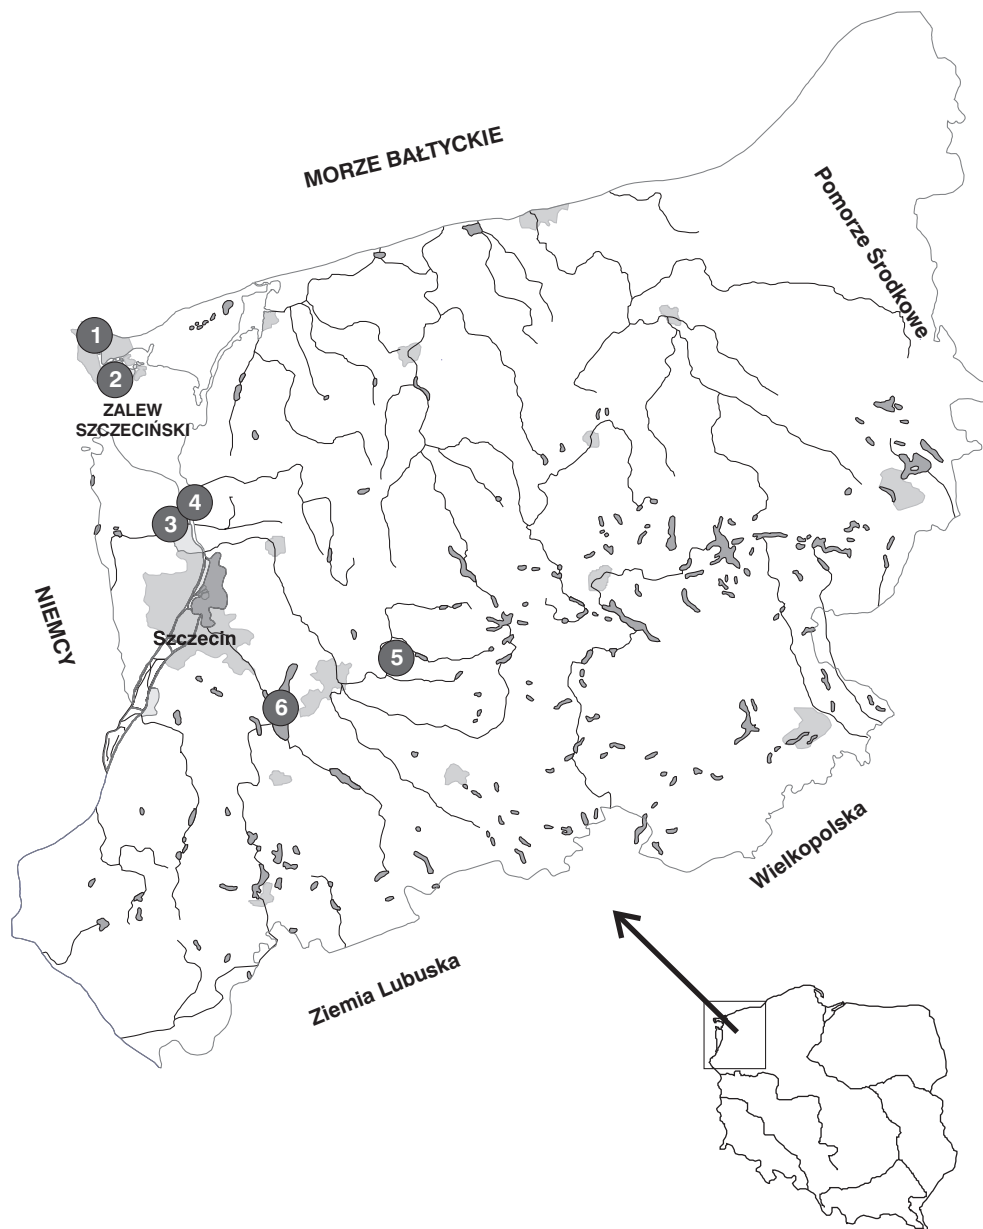 MORZE BAŁTYCKIE
Pomorze Środkowe
1
2
ZALEW
SZCZECIŃSKI
4
3
NIEMCY
Szczecin
5
6
Wielkopolska
Ziemia Lubuska